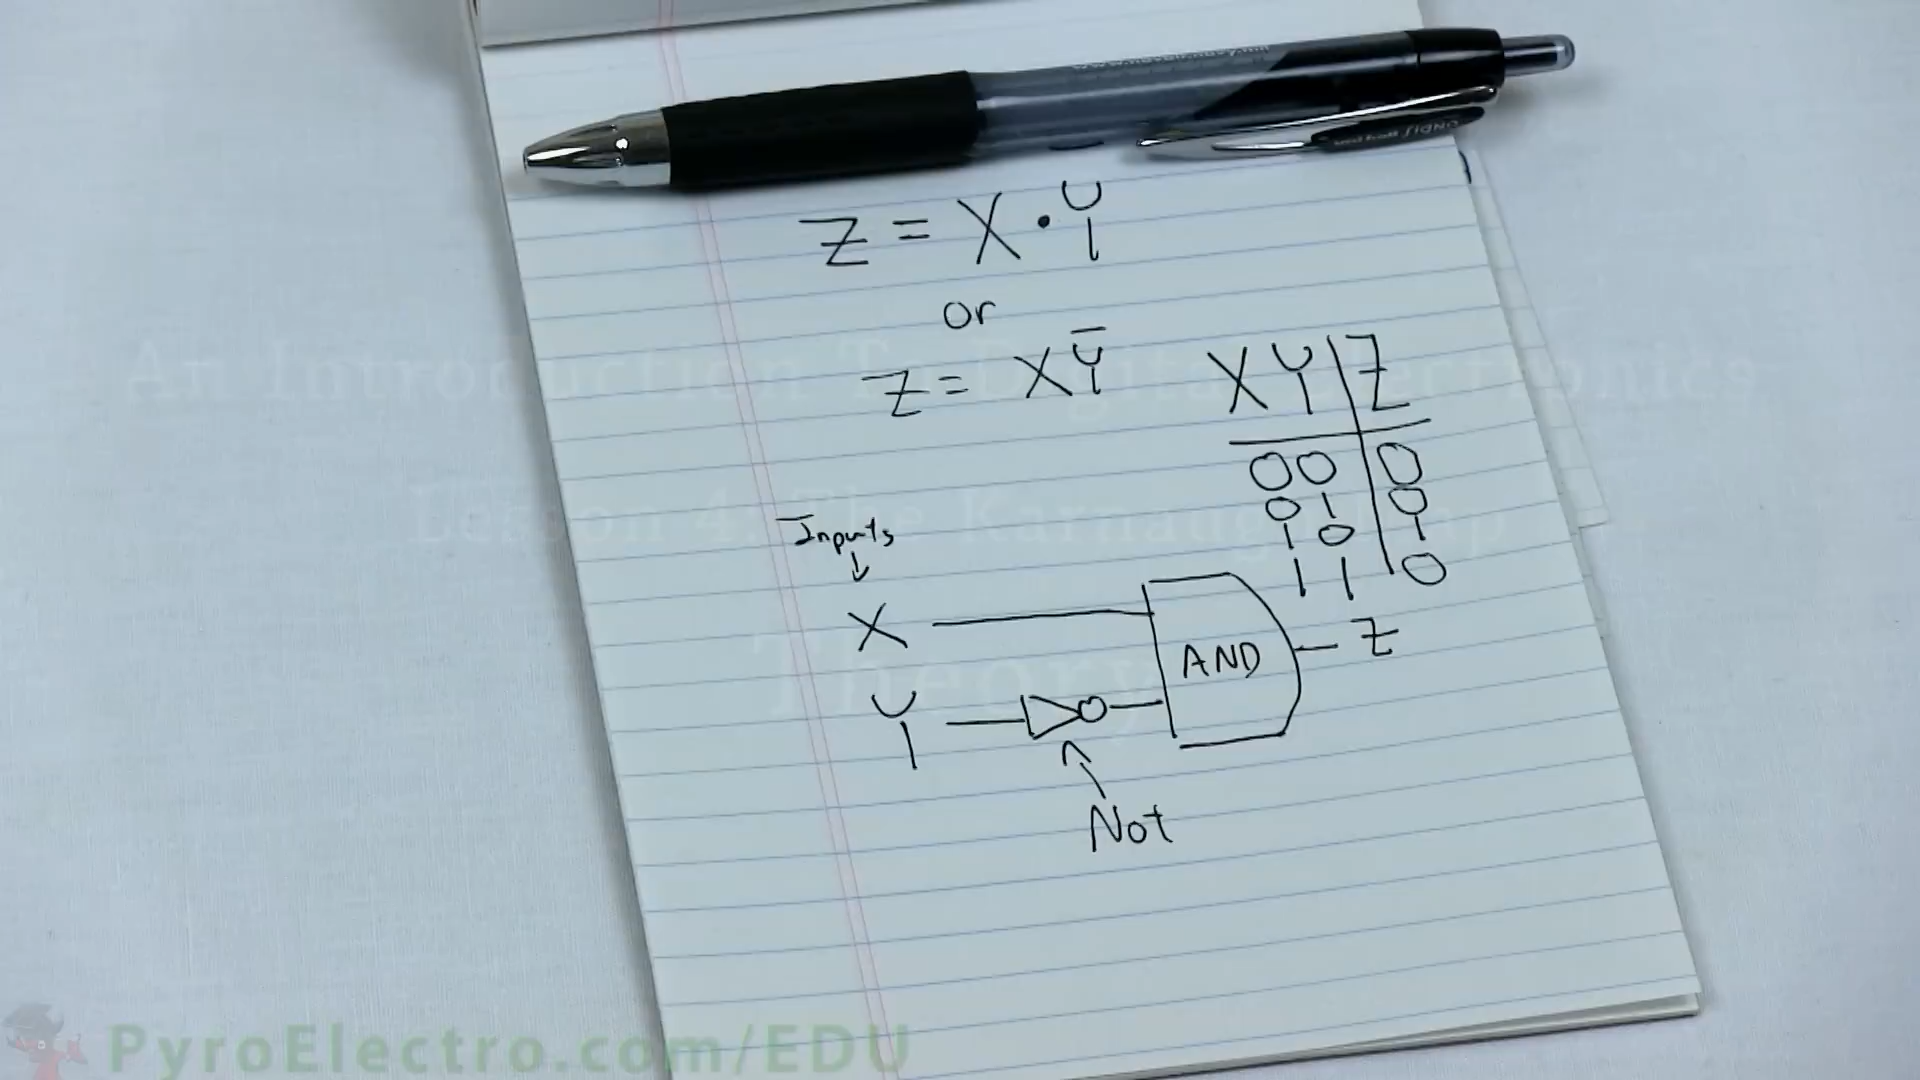 Z = X · Y
or
Z = XY̅
X Y | Z
0 0 | 0
0 1 | 0
1 0 | 1
1 1 | 0
Inputs
X
AND
Z
Y
Not
An Introduction To Digital Electronics
Lesson 4: The Karnaugh Map
Theory
PyroElectro.com/EDU